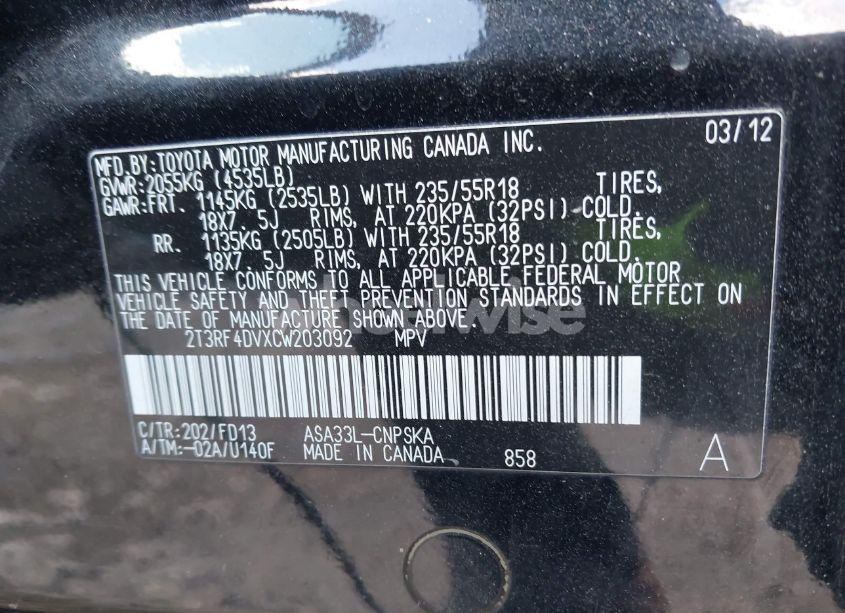 03/12
MFD.BY:TOYOTA MOTOR MANUFACTURING CANADA INC.
GVWR:2055KG (4535LB)
GAWR:FRT. 1145KG (2535LB) WITH 235/55R18 TIRES,
18X7.5J RIMS, AT 220KPA (32PSI) COLD.
RR. 1135KG (2505LB) WITH 235/55R18 TIRES,
18X7.5J RIMS, AT 220KPA (32PSI) COLD.
THIS VEHICLE CONFORMS TO ALL APPLICABLE FEDERAL MOTOR
VEHICLE SAFETY AND THEFT PREVENTION STANDARDS IN EFFECT ON
THE DATE OF MANUFACTURE SHOWN ABOVE.
2T3RF4DVXCW203092 MPV
C/TR:202/FD13 ASA33L-CNPSKA
A/TM:-02A/U140F MADE IN CANADA 858 A